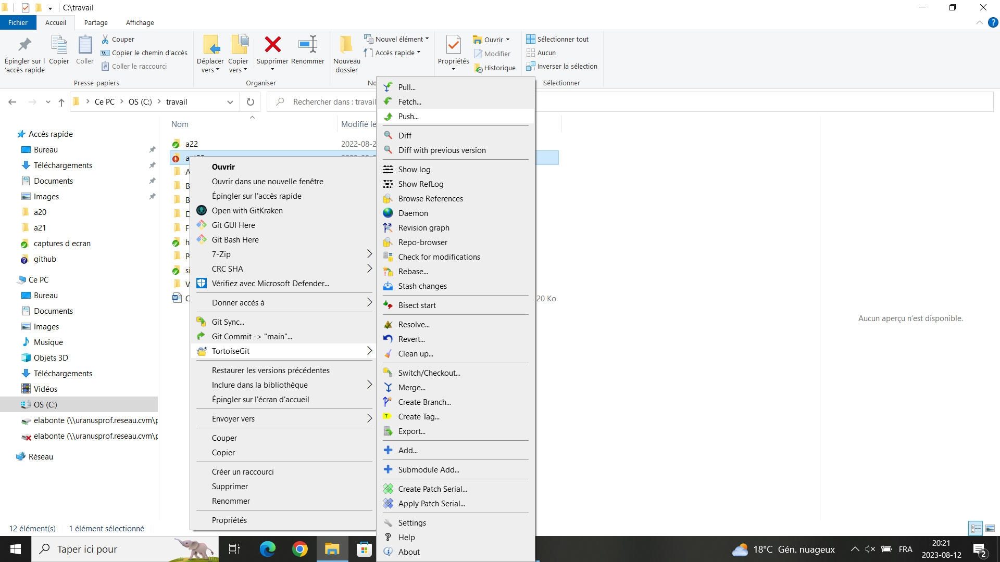 C:\travail
Fichier
Accueil
Partage
Affichage
Épingler sur l
'accès rapide
Copier
Coller
Couper
Copier le chemin d'accès
Coller le raccourci
Presse-papiers
Déplacer
vers
Copier
vers
Supprimer
Renommer
Organiser
Nouveau
dossier
Nouvel élément
Accès rapide
Propriétés
Ouvrir
Modifier
Historique
Sélectionner tout
Aucun
Inverser la sélection
Sélectionner
Ce PC
OS (C:)
travail
Rechercher dans : travail
Nom
Modifié le
Accès rapide
Bureau
Téléchargements
Documents
Images
a20
a21
captures d ecran
github
Ce PC
Bureau
Documents
Images
Musique
Objets 3D
Téléchargements
Vidéos
OS (C:)
elabonte (\\uranusprof.reseau.cvm\p
elabonte (\\uranusprof.reseau.cvm\p
Réseau
a22
2022-08-2
20 Ko
Ouvrir
Ouvrir dans une nouvelle fenêtre
Épingler sur l'accès rapide
Open with GitKraken
Git GUI Here
Git Bash Here
7-Zip
CRC SHA
Vérifiez avec Microsoft Defender...
Donner accès à
Git Sync...
Git Commit -> "main"...
TortoiseGit
Restaurer les versions précédentes
Inclure dans la bibliothèque
Épingler sur l'écran d'accueil
Envoyer vers
Couper
Copier
Créer un raccourci
Supprimer
Renommer
Propriétés
Pull...
Fetch...
Push...
Diff
Diff with previous version
Show log
Show RefLog
Browse References
Daemon
Revision graph
Repo-browser
Check for modifications
Rebase...
Stash changes
Bisect start
Resolve...
Revert...
Clean up...
Switch/Checkout...
Merge...
Create Branch...
Create Tag...
Export...
Add...
Submodule Add...
Create Patch Serial...
Apply Patch Serial...
Settings
Help
About
Aucun aperçu n'est disponible.
12 élément(s)
1 élément sélectionné
Taper ici pour
18°C Gén. nuageux
FRA
20:21
2023-08-12
2